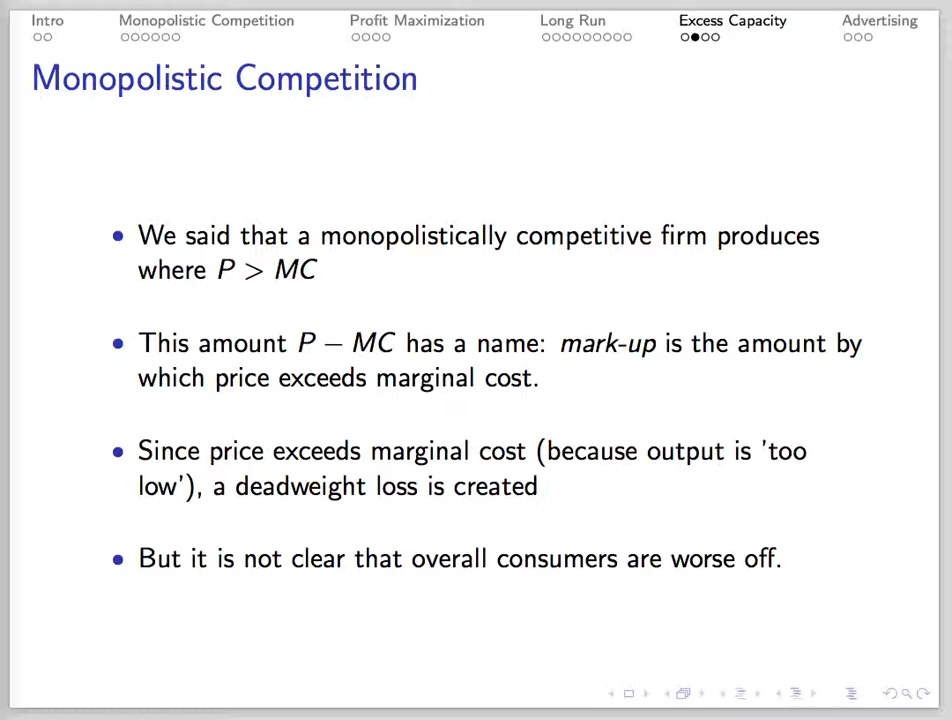 Intro Monopolistic Competition Profit Maximization Long Run Excess Capacity Advertising
Monopolistic Competition
• We said that a monopolistically competitive firm produces
where P > MC
• This amount P − MC has a name: mark-up is the amount by
which price exceeds marginal cost.
• Since price exceeds marginal cost (because output is 'too
low'), a deadweight loss is created
• But it is not clear that overall consumers are worse off.